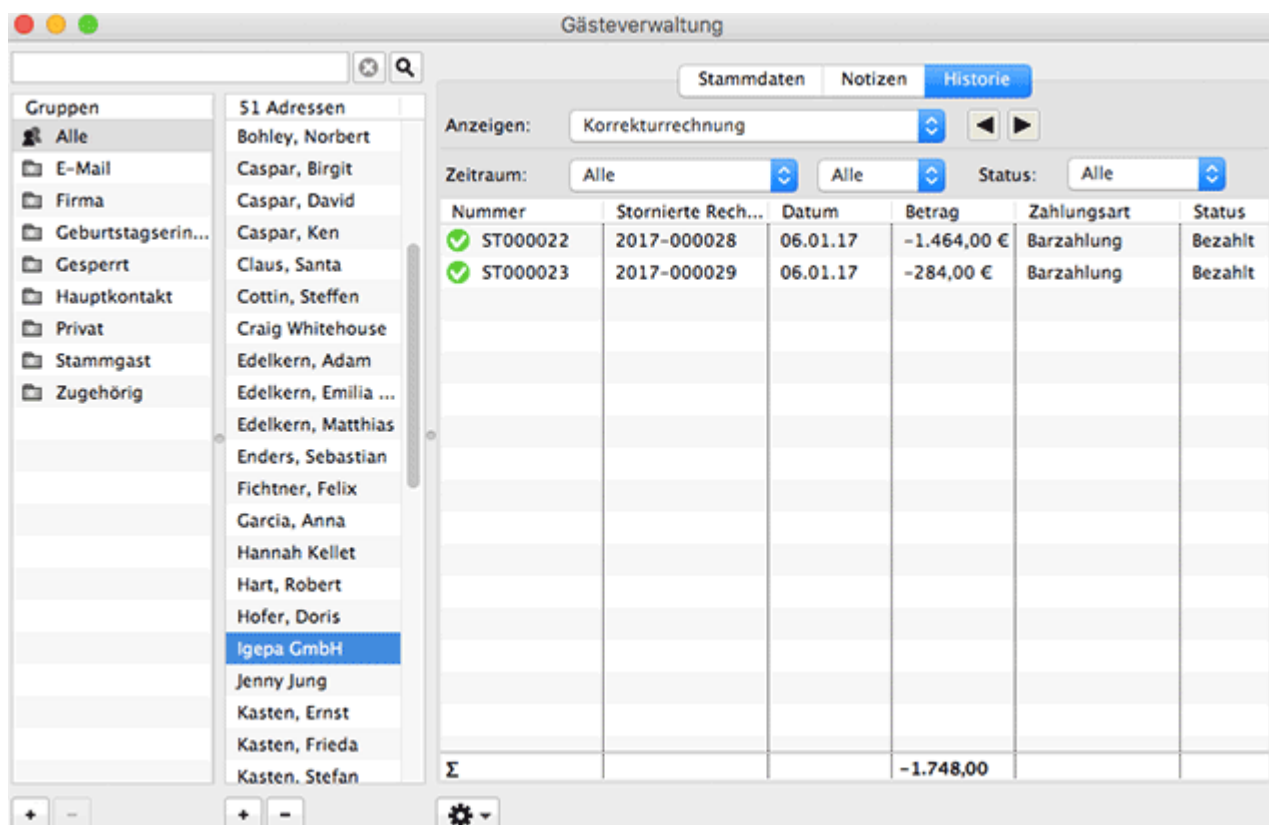 Gästeverwaltung
Stammdaten Notizen Historie
Gruppen
Alle
E-Mail
Firma
Geburtstagserin...
Gesperrt
Hauptkontakt
Privat
Stammgast
Zugehörig
51 Adressen
Bohley, Norbert
Caspar, Birgit
Caspar, David
Caspar, Ken
Claus, Santa
Cottin, Steffen
Craig Whitehouse
Edelkern, Adam
Edelkern, Emilia ...
Edelkern, Matthias
Enders, Sebastian
Fichtner, Felix
Garcia, Anna
Hannah Kellet
Hart, Robert
Hofer, Doris
Igepa GmbH
Jenny Jung
Kasten, Ernst
Kasten, Frieda
Kasten, Stefan
Anzeigen: Korrekturrechnung
Zeitraum: Alle Alle Status: Alle
Nummer Stornierte Rech... Datum Betrag Zahlungsart Status
ST000022 2017-000028 06.01.17 -1.464,00 € Barzahlung Bezahlt
ST000023 2017-000029 06.01.17 -284,00 € Barzahlung Bezahlt
Σ -1.748,00
+ - + -